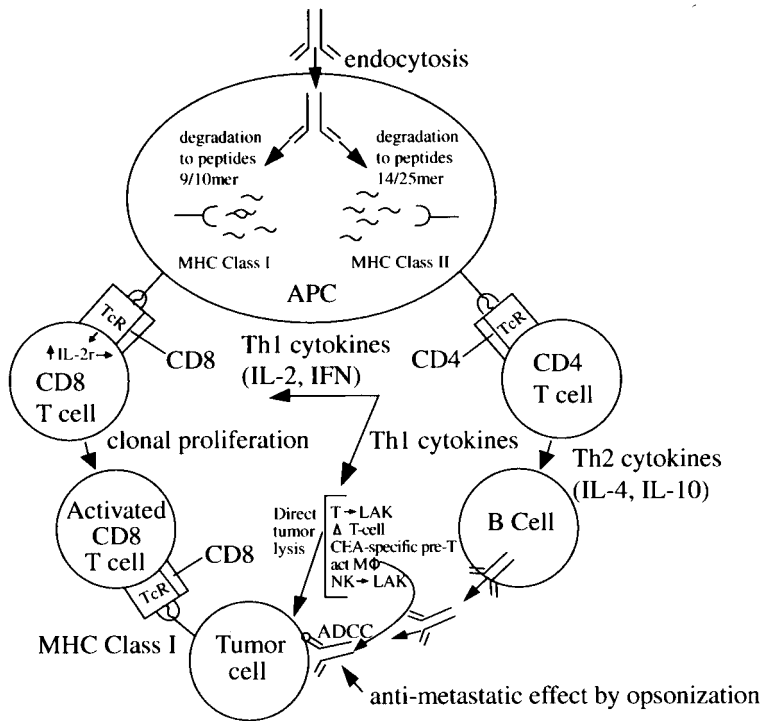 endocytosis
degradation
to peptides
9/10mer
degradation
to peptides
14/25mer
MHC Class I
MHC Class II
APC
TcR
TcR
↑IL-2r→
CD8
CD8
T cell
Th1 cytokines
(IL-2, IFN)
CD4
CD4
T cell
clonal proliferation
Th1 cytokines
Th2 cytokines
(IL-4, IL-10)
Activated
CD8
T cell
CD8
TcR
Direct
tumor
lysis
T→LAK
Δ T-cell
CEA-specific pre-T
act MΦ
NK→LAK
B Cell
MHC Class I
Tumor
cell
ADCC
anti-metastatic effect by opsonization